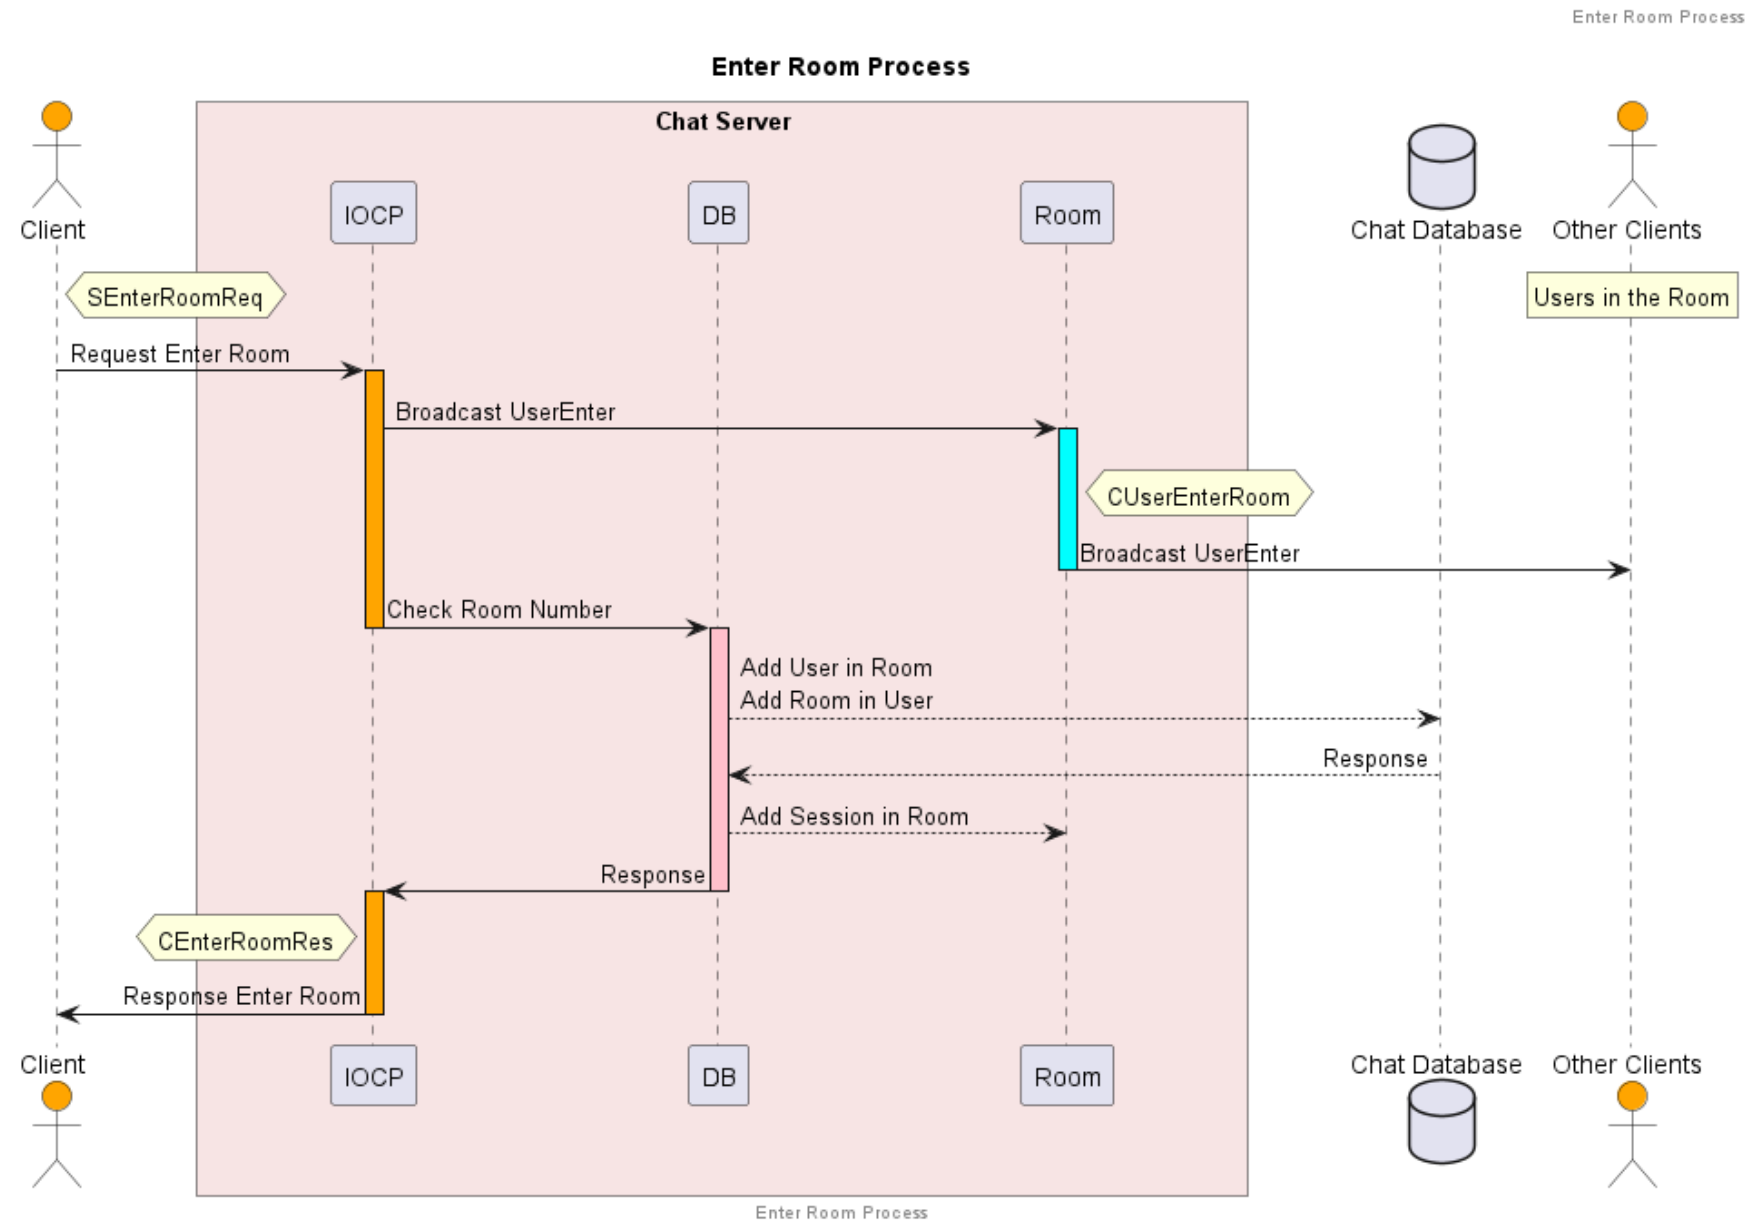 Enter Room Process
Enter Room Process
Chat Server
Client
IOCP
DB
Room
Chat Database
Other Clients
SEnterRoomReq
Users in the Room
Request Enter Room
Broadcast UserEnter
CUserEnterRoom
Broadcast UserEnter
Check Room Number
Add User in Room
Add Room in User
Response
Add Session in Room
Response
CEnterRoomRes
Response Enter Room
Client
IOCP
DB
Room
Chat Database
Other Clients
Enter Room Process